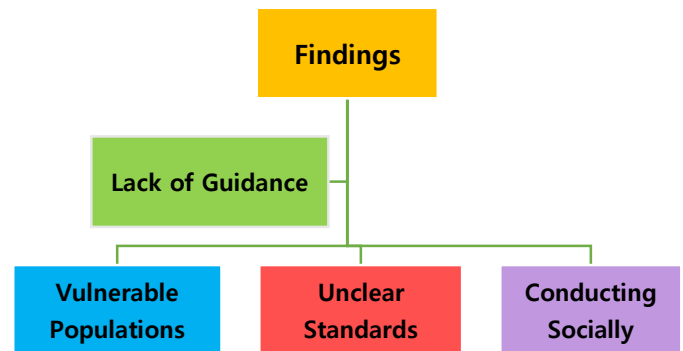 Findings
Lack of Guidance
Vulnerable
Populations
Unclear
Standards
Conducting
Socially